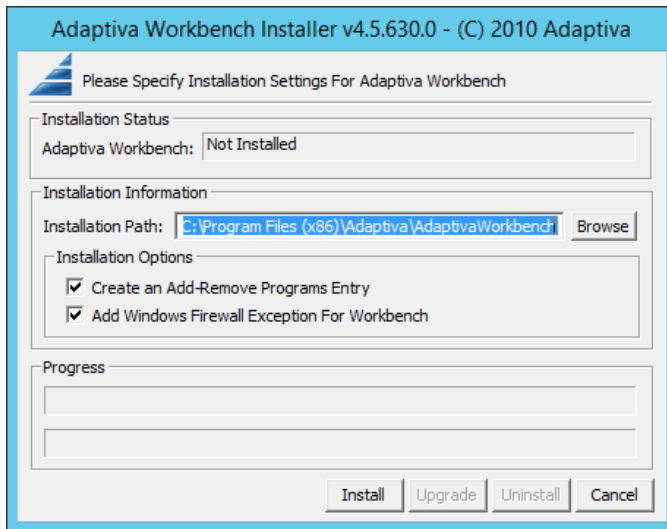 Adaptiva Workbench Installer v4.5.630.0 - (C) 2010 Adaptiva
Please Specify Installation Settings For Adaptiva Workbench
Installation Status
Adaptiva Workbench: Not Installed
Installation Information
Installation Path: C:\Program Files (x86)\Adaptiva\AdaptivaWorkbench Browse
Installation Options
Create an Add-Remove Programs Entry
Add Windows Firewall Exception For Workbench
Progress
Install Upgrade Uninstall Cancel